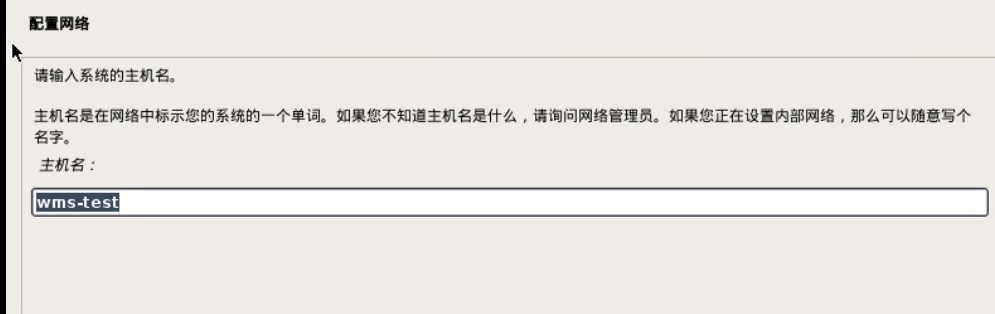 配置网络
请输入系统的主机名。
主机名是在网络中标示您的系统的一个单词。如果您不知道主机名是什么，请询问网络管理员。如果您正在设置内部网络，那么可以随意写个
名字。
主机名：
wms-test